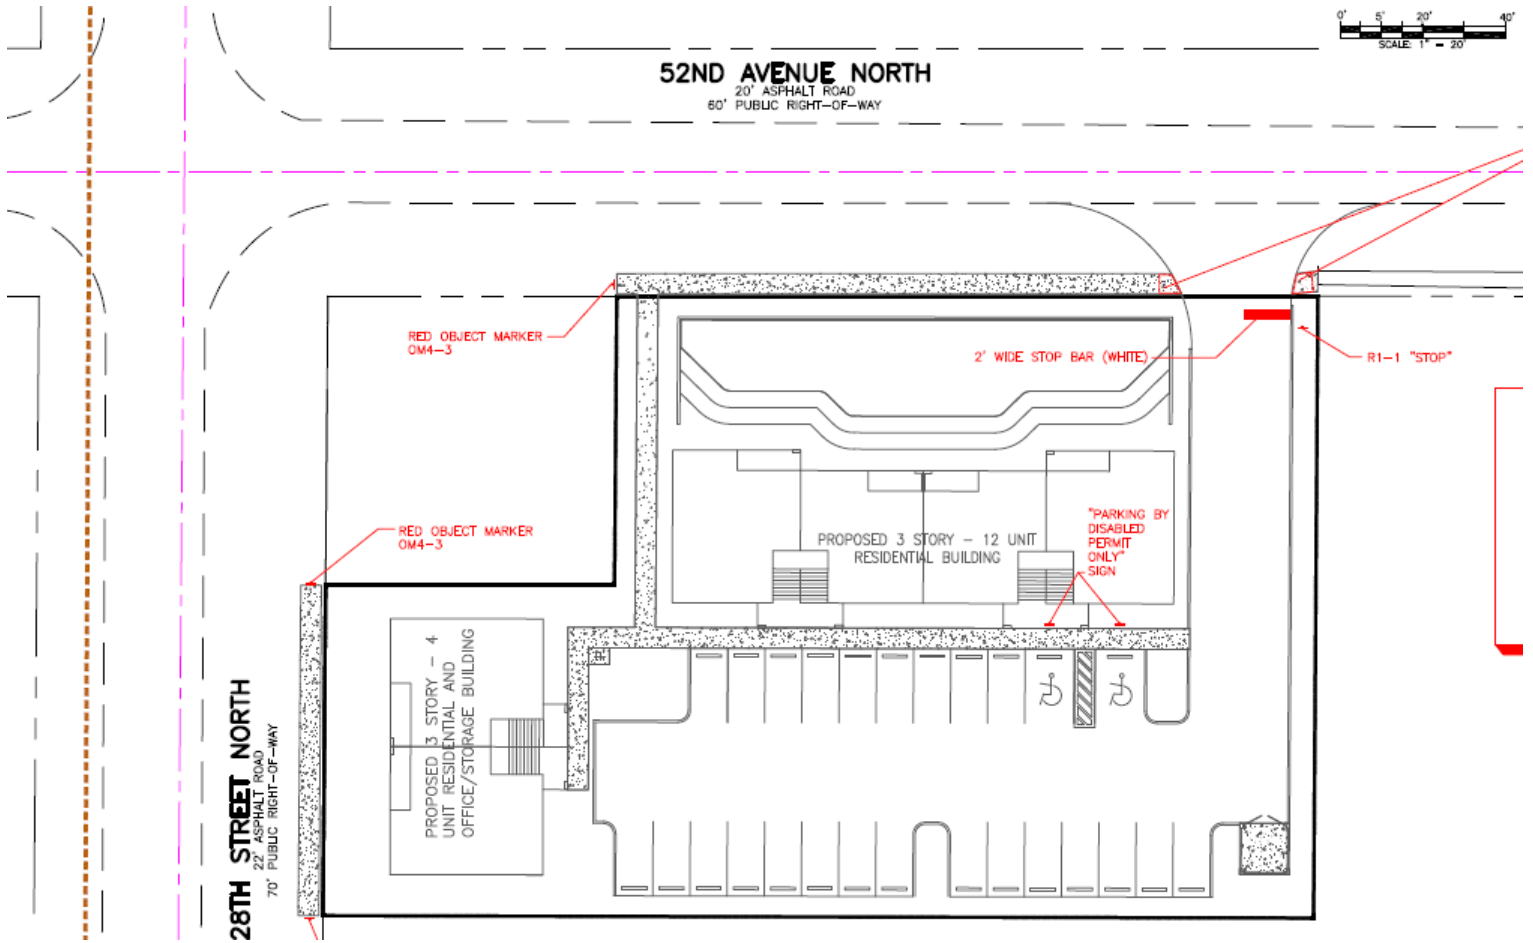 0' 5' 20' 40'
SCALE: 1" = 20'
52ND AVENUE NORTH
20' ASPHALT ROAD
60' PUBLIC RIGHT-OF-WAY
RED OBJECT MARKER
OM4-3
2' WIDE STOP BAR (WHITE)
R1-1 "STOP"
RED OBJECT MARKER
OM4-3
"PARKING BY
DISABLED
PERMIT
ONLY"
SIGN
PROPOSED 3 STORY - 12 UNIT
RESIDENTIAL BUILDING
PROPOSED 3 STORY - 4
UNIT RESIDENTIAL AND
OFFICE/STORAGE BUILDING
28TH STREET NORTH
22' ASPHALT ROAD
70' PUBLIC RIGHT-OF-WAY